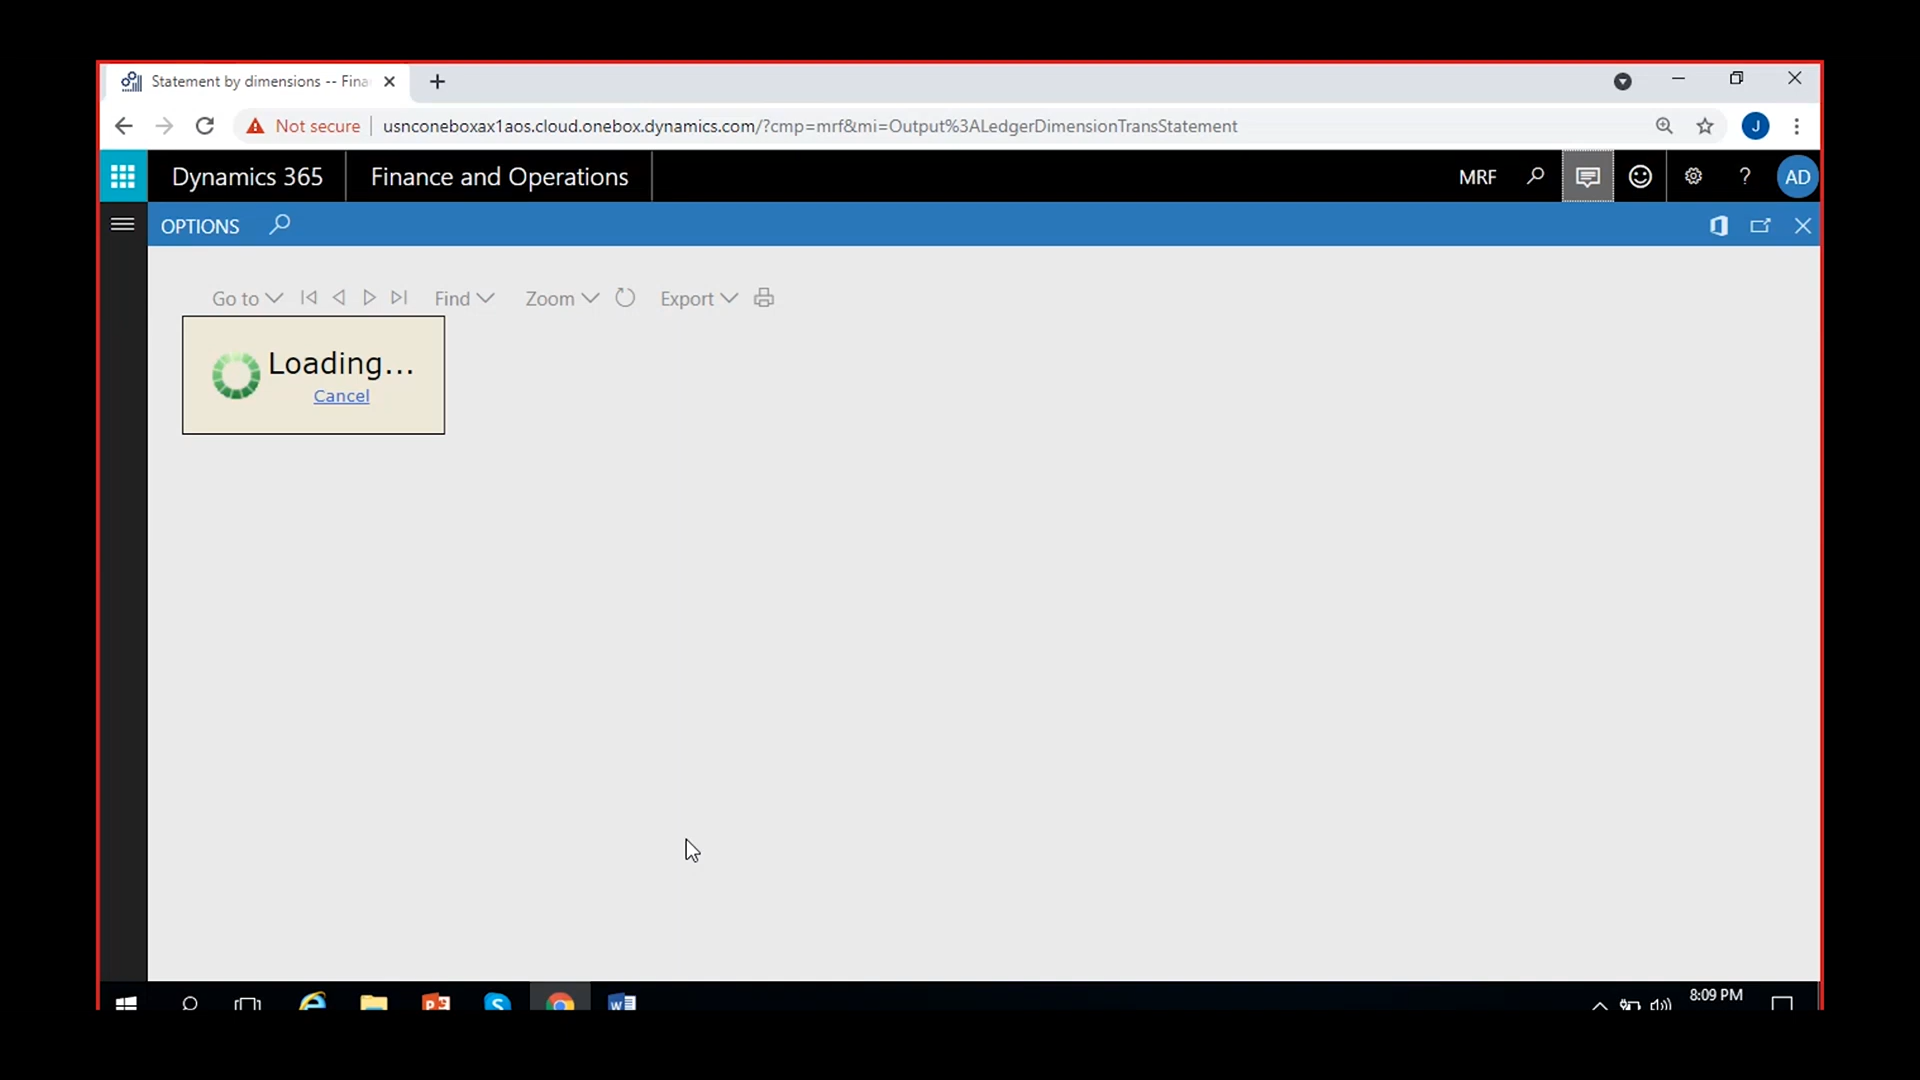 Statement by dimensions -- Fina
Not secure usnconeboxax1aos.cloud.onebox.dynamics.com/?cmp=mrf&mi=Output%3ALedgerDimensionTransStatement J
Dynamics 365 Finance and Operations MRF ? AD
OPTIONS
Go to Find Zoom Export
Loading...
Cancel
8:09 PM